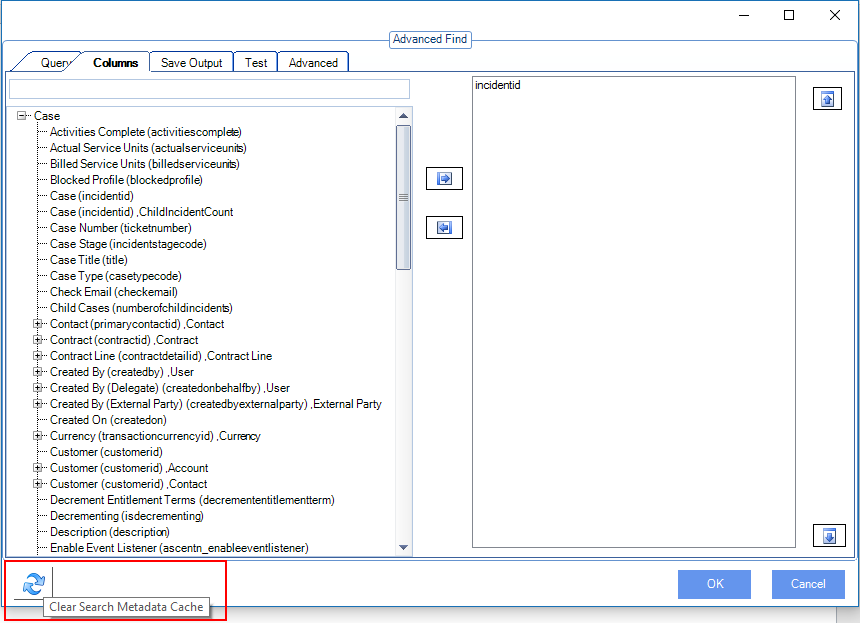 Advanced Find
Query
Columns
Save Output
Test
Advanced
incidentid
Case
Activities Complete (activitiescomplete)
Actual Service Units (actualserviceunits)
Billed Service Units (billedserviceunits)
Blocked Profile (blockedprofile)
Case (incidentid)
Case (incidentid) ,ChildIncidentCount
Case Number (ticketnumber)
Case Stage (incidentstagecode)
Case Title (title)
Case Type (casetypecode)
Check Email (checkemail)
Child Cases (numberofchildincidents)
Contact (primarycontactid) ,Contact
Contract (contractid) ,Contract
Contract Line (contractdetailid) ,Contract Line
Created By (createdby) ,User
Created By (Delegate) (createdonbehalfby) ,User
Created By (External Party) (createdbyexternalparty) ,External Party
Created On (createdon)
Currency (transactioncurrencyid) ,Currency
Customer (customerid)
Customer (customerid) ,Account
Customer (customerid) ,Contact
Decrement Entitlement Terms (decremententitlementterm)
Decrementing (isdecrementing)
Description (description)
Enable Event Listener (ascentn_enableeventlistener)
OK
Cancel
Clear Search Metadata Cache